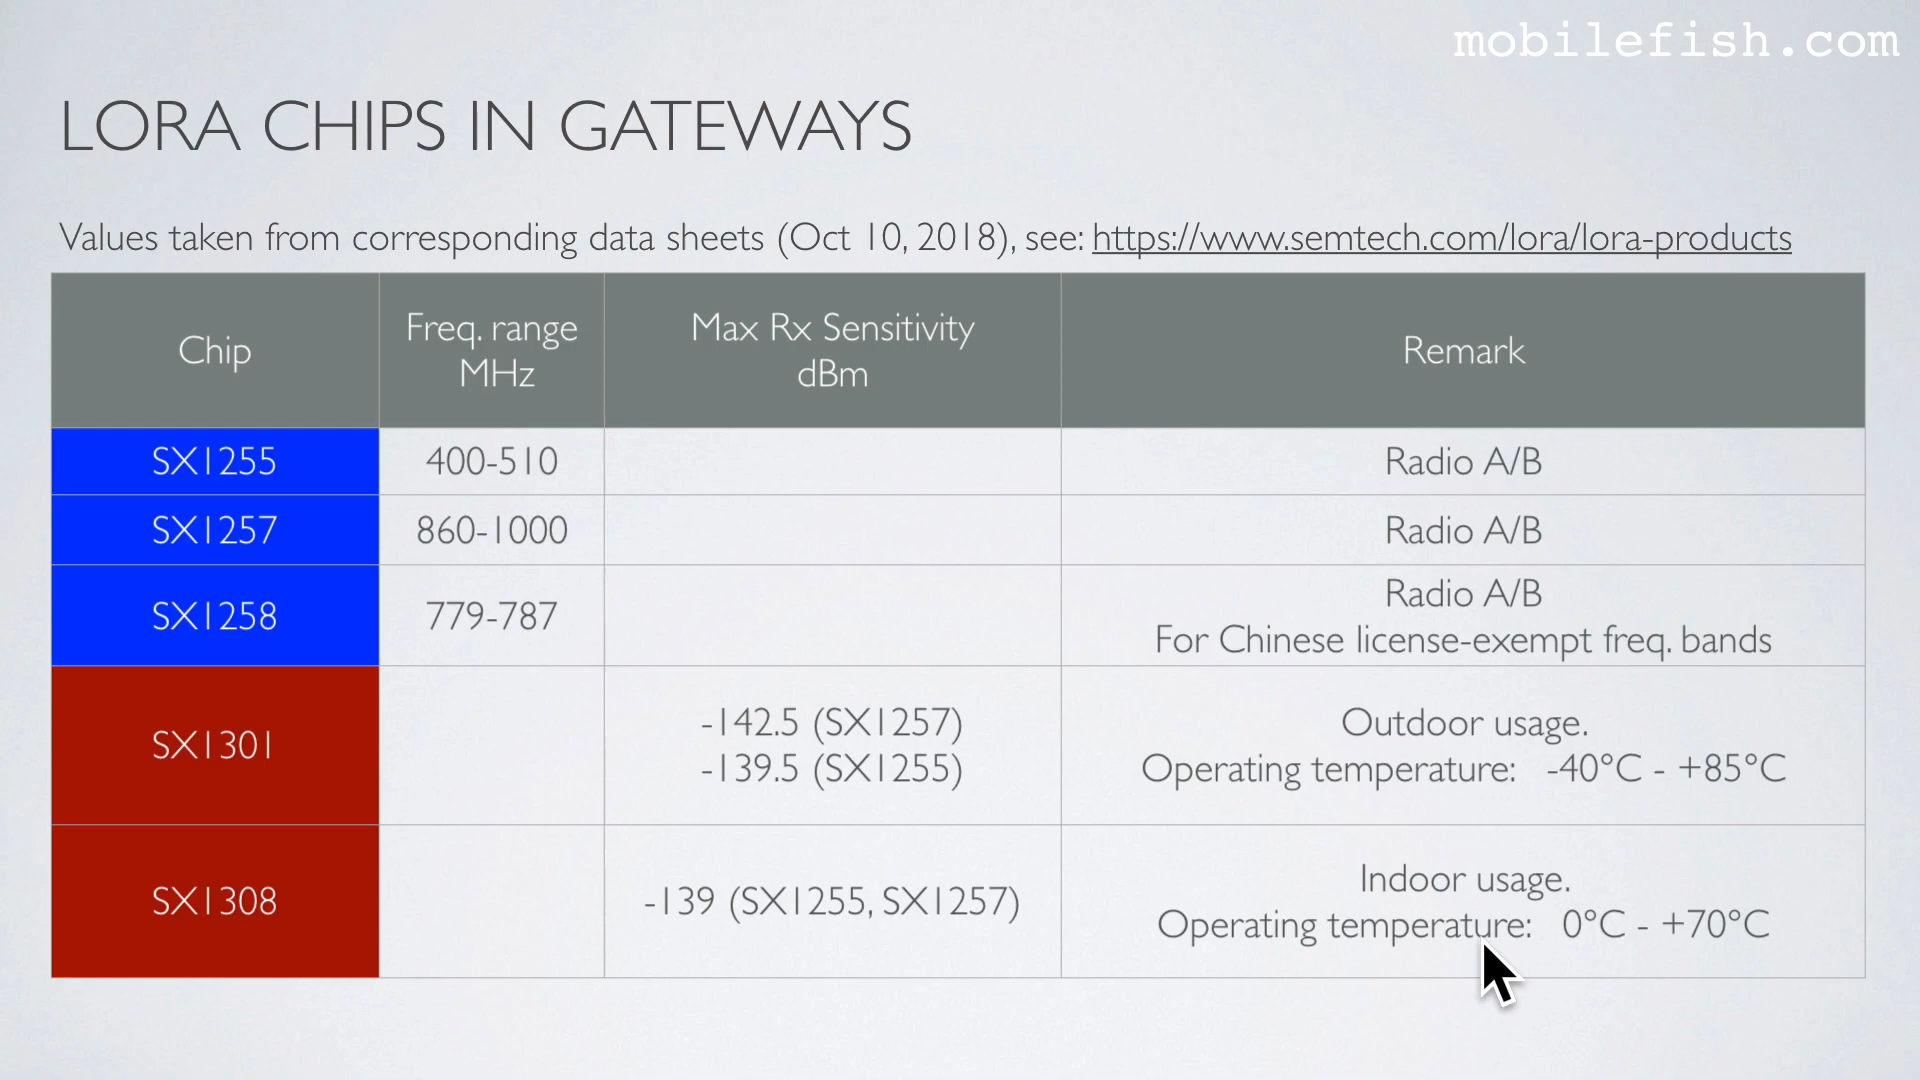 mobilefish.com
LORA CHIPS IN GATEWAYS
Values taken from corresponding data sheets (Oct 10, 2018), see: https://www.semtech.com/lora/lora-products
Chip
Freq. range
MHz
Max Rx Sensitivity
dBm
Remark
SX1255
400-510
Radio A/B
SX1257
860-1000
Radio A/B
SX1258
779-787
Radio A/B
For Chinese license-exempt freq. bands
SX1301
-142.5 (SX1257)
-139.5 (SX1255)
Outdoor usage.
Operating temperature: -40°C - +85°C
SX1308
-139 (SX1255, SX1257)
Indoor usage.
Operating temperature: 0°C - +70°C